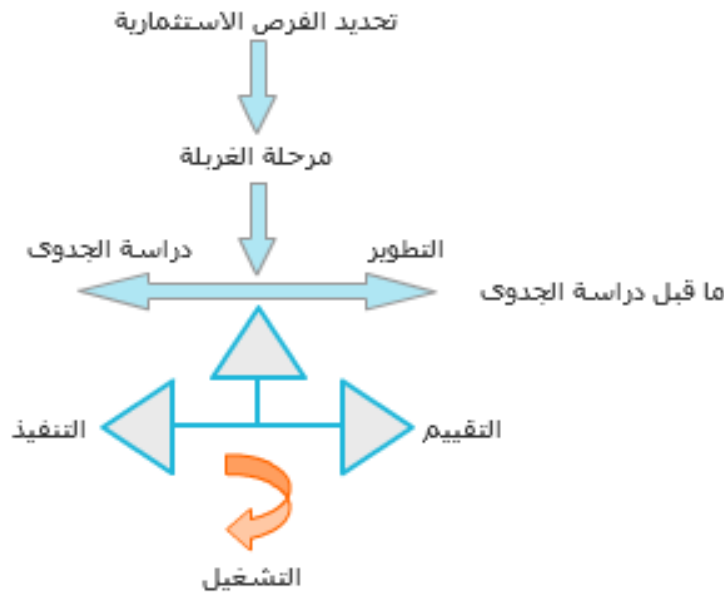 تحديد الفرص الاستثمارية
مرحلة الغربلة
التطوير
دراسة الجدوى
ما قبل دراسة الجدوى
التقييم
التنفيذ
التشغيل